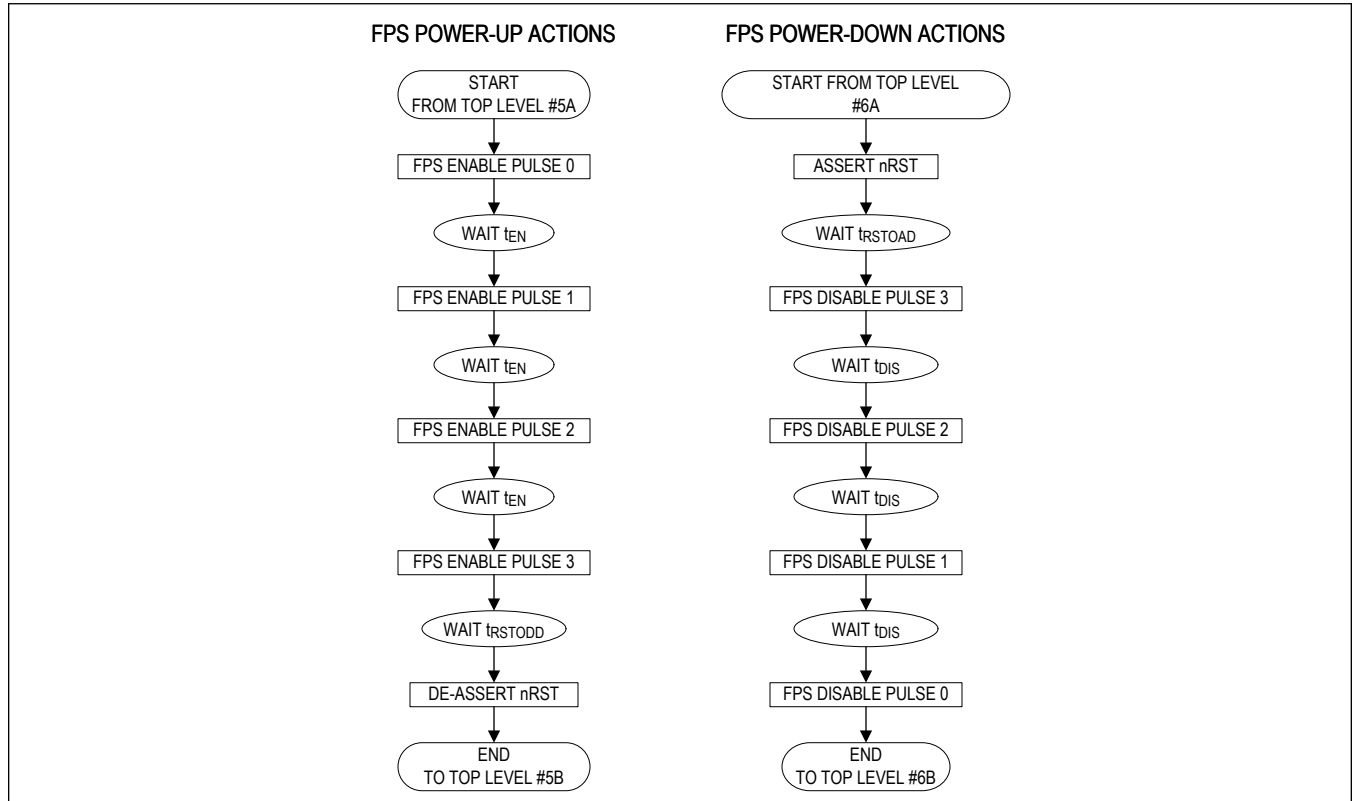 FPS POWER-UP ACTIONS
START
FROM TOP LEVEL #5A
FPS ENABLE PULSE 0
WAIT tEN
FPS ENABLE PULSE 1
WAIT tEN
FPS ENABLE PULSE 2
WAIT tEN
FPS ENABLE PULSE 3
WAIT tRSTODD
DE-ASSERT nRST
END
TO TOP LEVEL #5B
FPS POWER-DOWN ACTIONS
START FROM TOP LEVEL
#6A
ASSERT nRST
WAIT tRSTOAD
FPS DISABLE PULSE 3
WAIT tDIS
FPS DISABLE PULSE 2
WAIT tDIS
FPS DISABLE PULSE 1
WAIT tDIS
FPS DISABLE PULSE 0
END
TO TOP LEVEL #6B